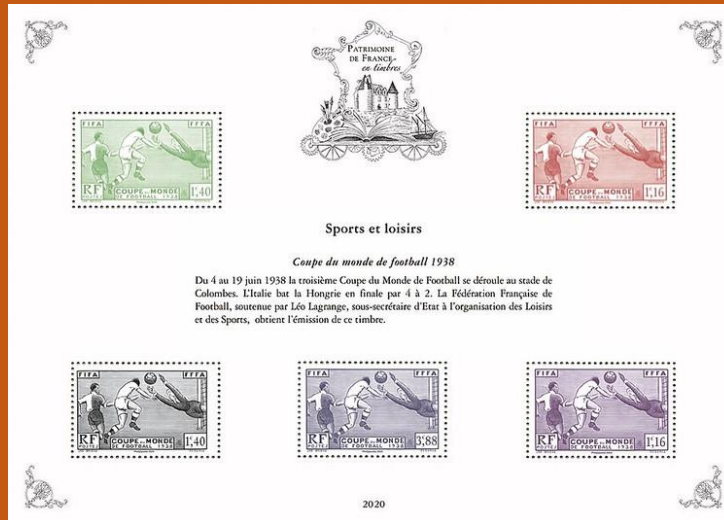 PATRIMOINE
DE FRANCE
en timbres
FIFA FFFA
RF COUPE DU MONDE 1€,40
POSTES DE FOOTBALL 1938
FIFA FFFA
RF COUPE DU MONDE 1€,16
POSTES DE FOOTBALL 1938
Sports et loisirs
Coupe du monde de football 1938
Du 4 au 19 juin 1938 la troisième Coupe du Monde de Football se déroule au stade de
Colombes. L'Italie bat la Hongrie en finale par 4 à 2. La Fédération Française de
Football, soutenue par Léo Lagrange, sous-secrétaire d'Etat à l'organisation des Loisirs
et des Sports, obtient l'émission de ce timbre.
FIFA FFFA
RF COUPE DU MONDE 1€,40
POSTES DE FOOTBALL 1938
FIFA FFFA
RF COUPE DU MONDE 3€,88
POSTES DE FOOTBALL 1938
FIFA FFFA
RF COUPE DU MONDE 1€,16
POSTES DE FOOTBALL 1938
2020